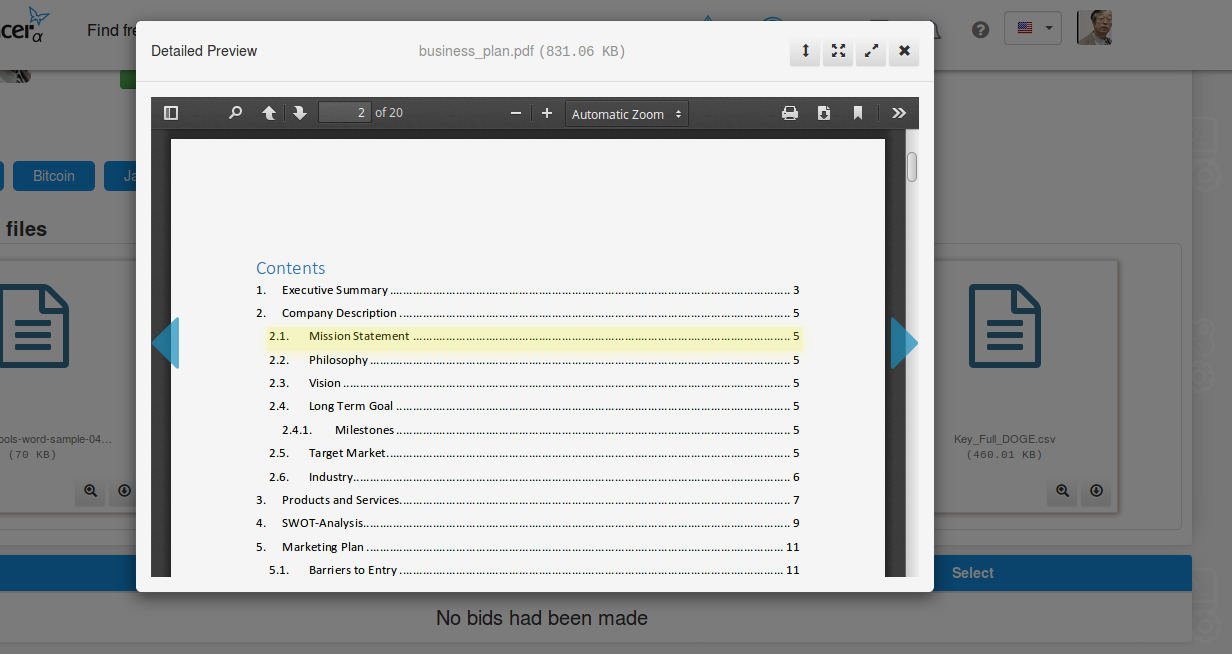 cerα
Find fre
Detailed Preview
business_plan.pdf (831.06 KB)
2 of 20
Automatic Zoom
Bitcoin
Ja
files
Contents
1. Executive Summary 3
2. Company Description 5
2.1. Mission Statement 5
2.2. Philosophy 5
2.3. Vision 5
2.4. Long Term Goal 5
2.4.1. Milestones 5
2.5. Target Market 5
2.6. Industry 6
3. Products and Services 7
4. SWOT-Analysis 9
5. Marketing Plan 11
5.1. Barriers to Entry 11
ools-word-sample-04...
(70 KB)
Key_Full_DOGE.csv
(460.01 KB)
Select
No bids had been made